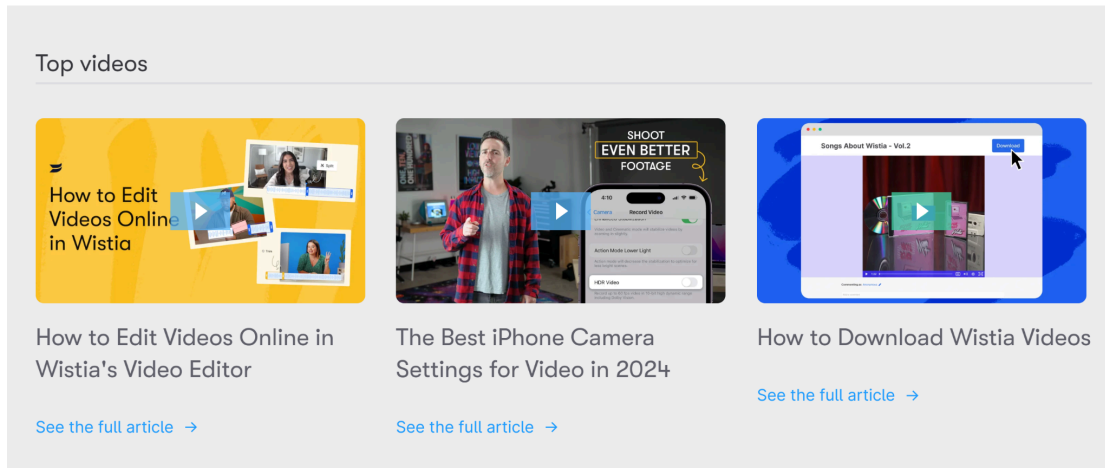 Top videos
How to Edit
Videos Online
in Wistia
Split
SHOOT
EVEN BETTER
FOOTAGE
4:10
Camera Record Video
Action Mode Lower Light
HDR Video
Songs About Wistia - Vol.2
Download
How to Edit Videos Online in
Wistia's Video Editor
See the full article →
The Best iPhone Camera
Settings for Video in 2024
See the full article →
How to Download Wistia Videos
See the full article →